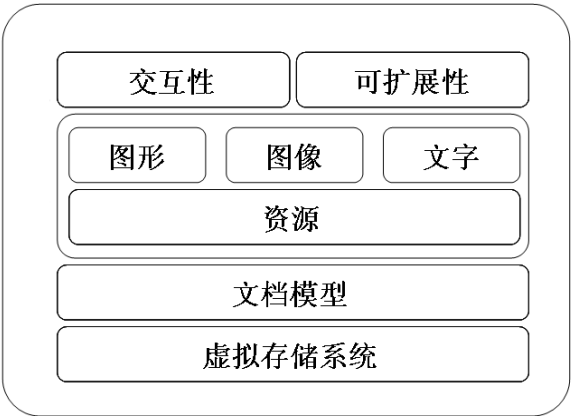 交互性 可扩展性
图形 图像 文字
资源
文档模型
虚拟存储系统